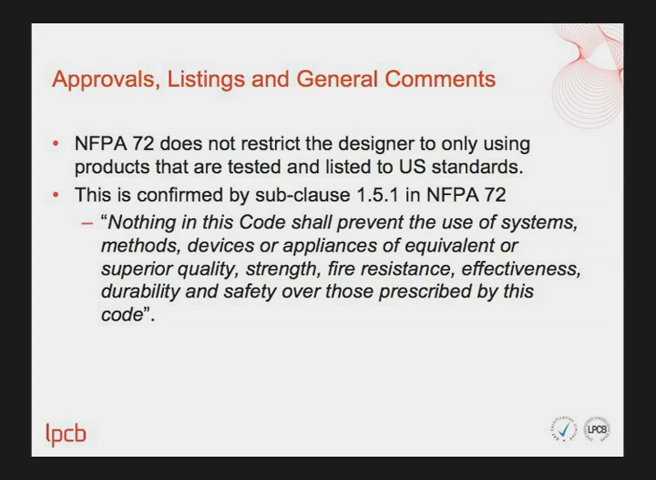 Approvals, Listings and General Comments
• NFPA 72 does not restrict the designer to only using
products that are tested and listed to US standards.
• This is confirmed by sub-clause 1.5.1 in NFPA 72
– “Nothing in this Code shall prevent the use of systems,
methods, devices or appliances of equivalent or
superior quality, strength, fire resistance, effectiveness,
durability and safety over those prescribed by this
code”.
lpcb
LPCB